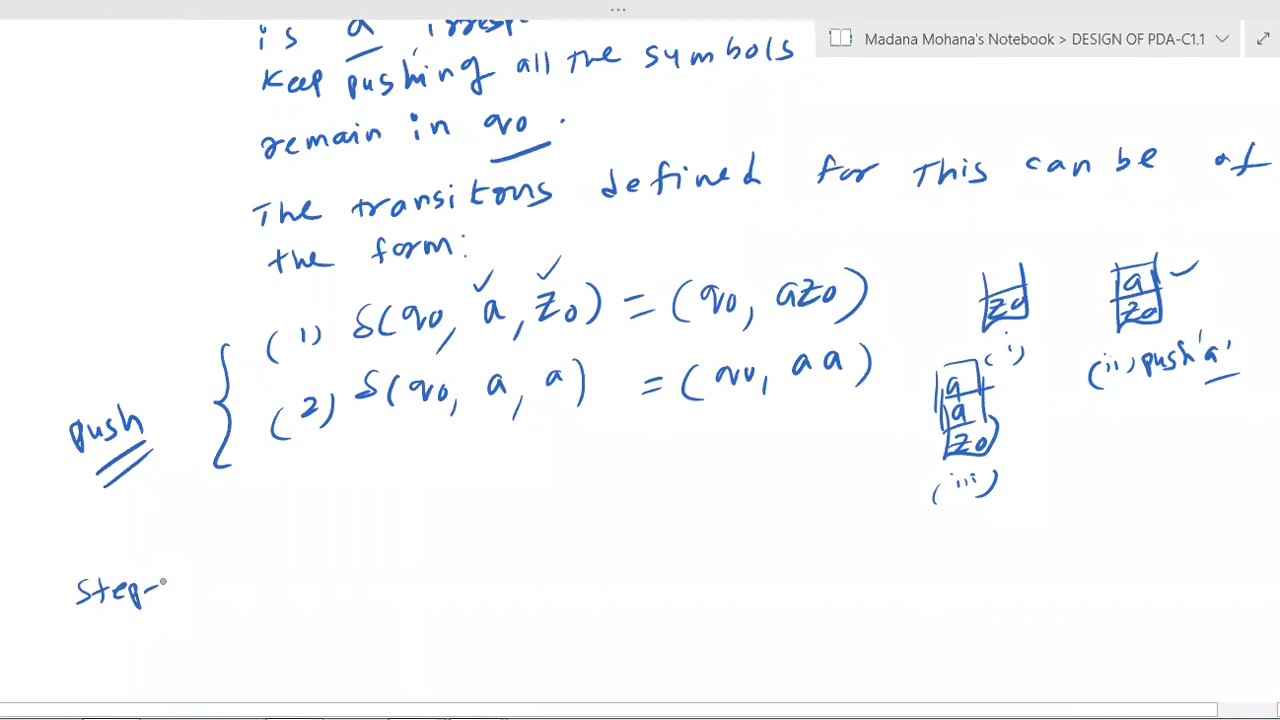 is a
Madana Mohana's Notebook > DESIGN OF PDA-C1.1
Keep pushing all the symbols
remain in q0.
The transitons defined for This can be of
the form:
(1) δ(q0, a, z0) = (q0, az0)
z0
(i)
a
z0
(ii) push 'a'
push
(2) δ(q0, a, a) = (q0, aa)
a
a
z0
(iii)
Step-